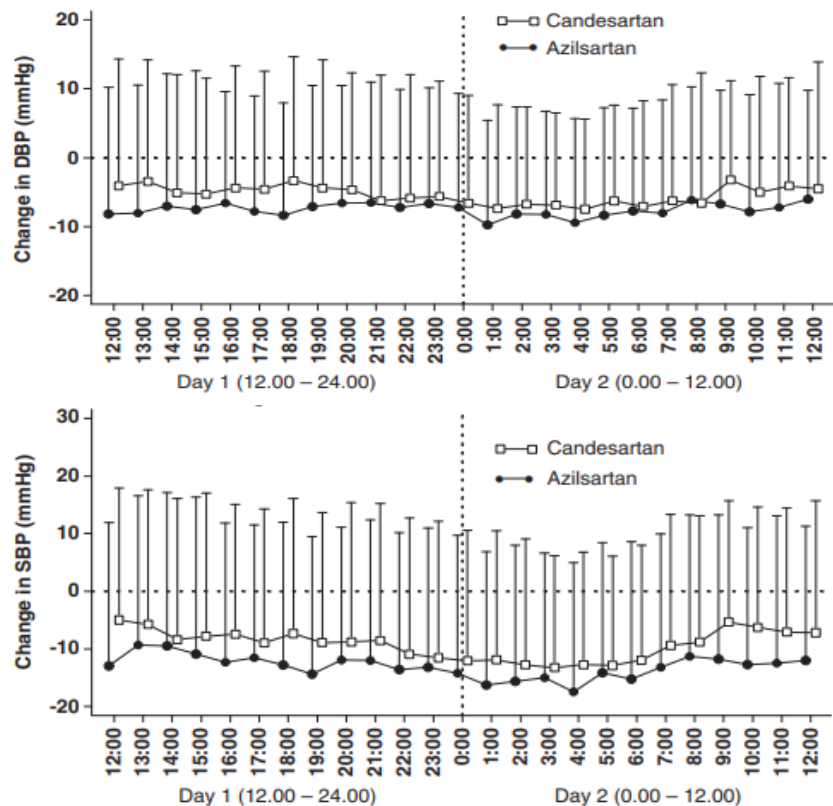 Change in DBP (mmHg)
20
10
0
-10
-20
Candesartan
Azilsartan
12:00 13:00 14:00 15:00 16:00 17:00 18:00 19:00 20:00 21:00 22:00 23:00 0:00 1:00 2:00 3:00 4:00 5:00 6:00 7:00 8:00 9:00 10:00 11:00 12:00
Day 1 (12.00 – 24.00) Day 2 (0.00 – 12.00)
Change in SBP (mmHg)
30
20
10
0
-10
-20
Candesartan
Azilsartan
12:00 13:00 14:00 15:00 16:00 17:00 18:00 19:00 20:00 21:00 22:00 23:00 0:00 1:00 2:00 3:00 4:00 5:00 6:00 7:00 8:00 9:00 10:00 11:00 12:00
Day 1 (12.00 – 24.00) Day 2 (0.00 – 12.00)